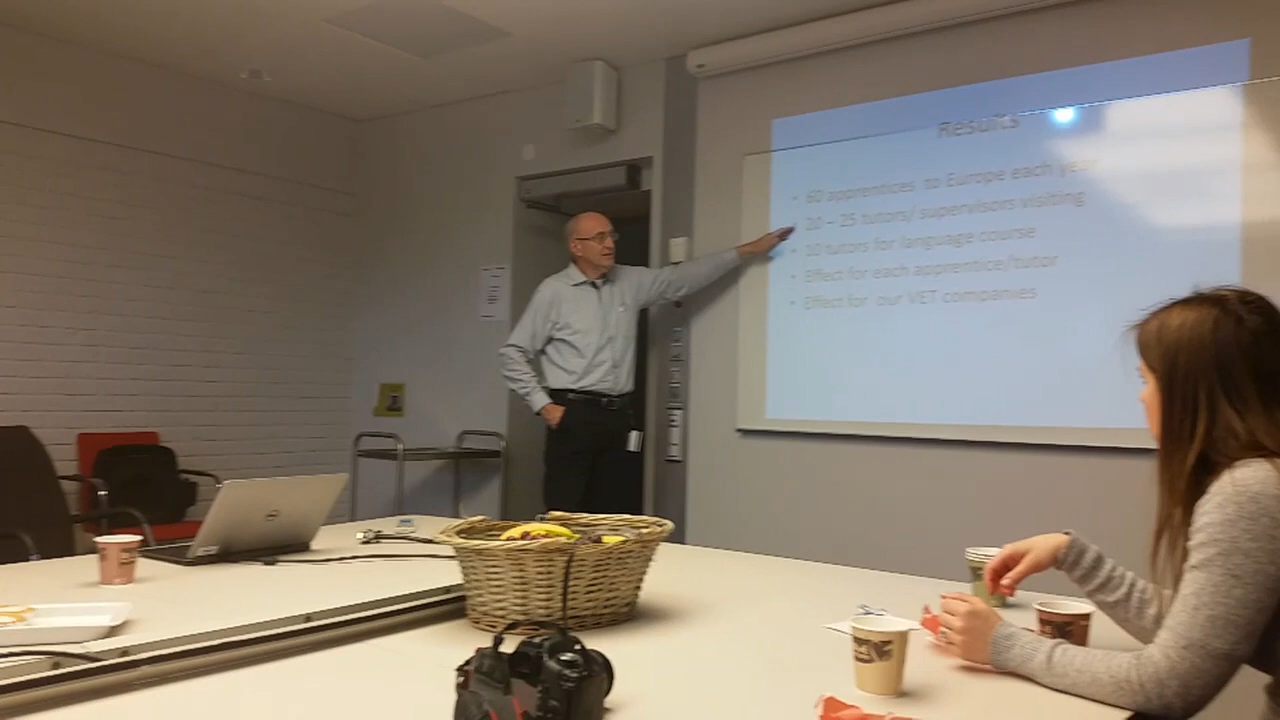 Results
• 60 apprentices to Europe each year
• 20 – 25 tutors/ supervisors visiting
• 10 tutors for language course
• Effect for each apprentice/tutor
• Effect for our VET companies
DELL